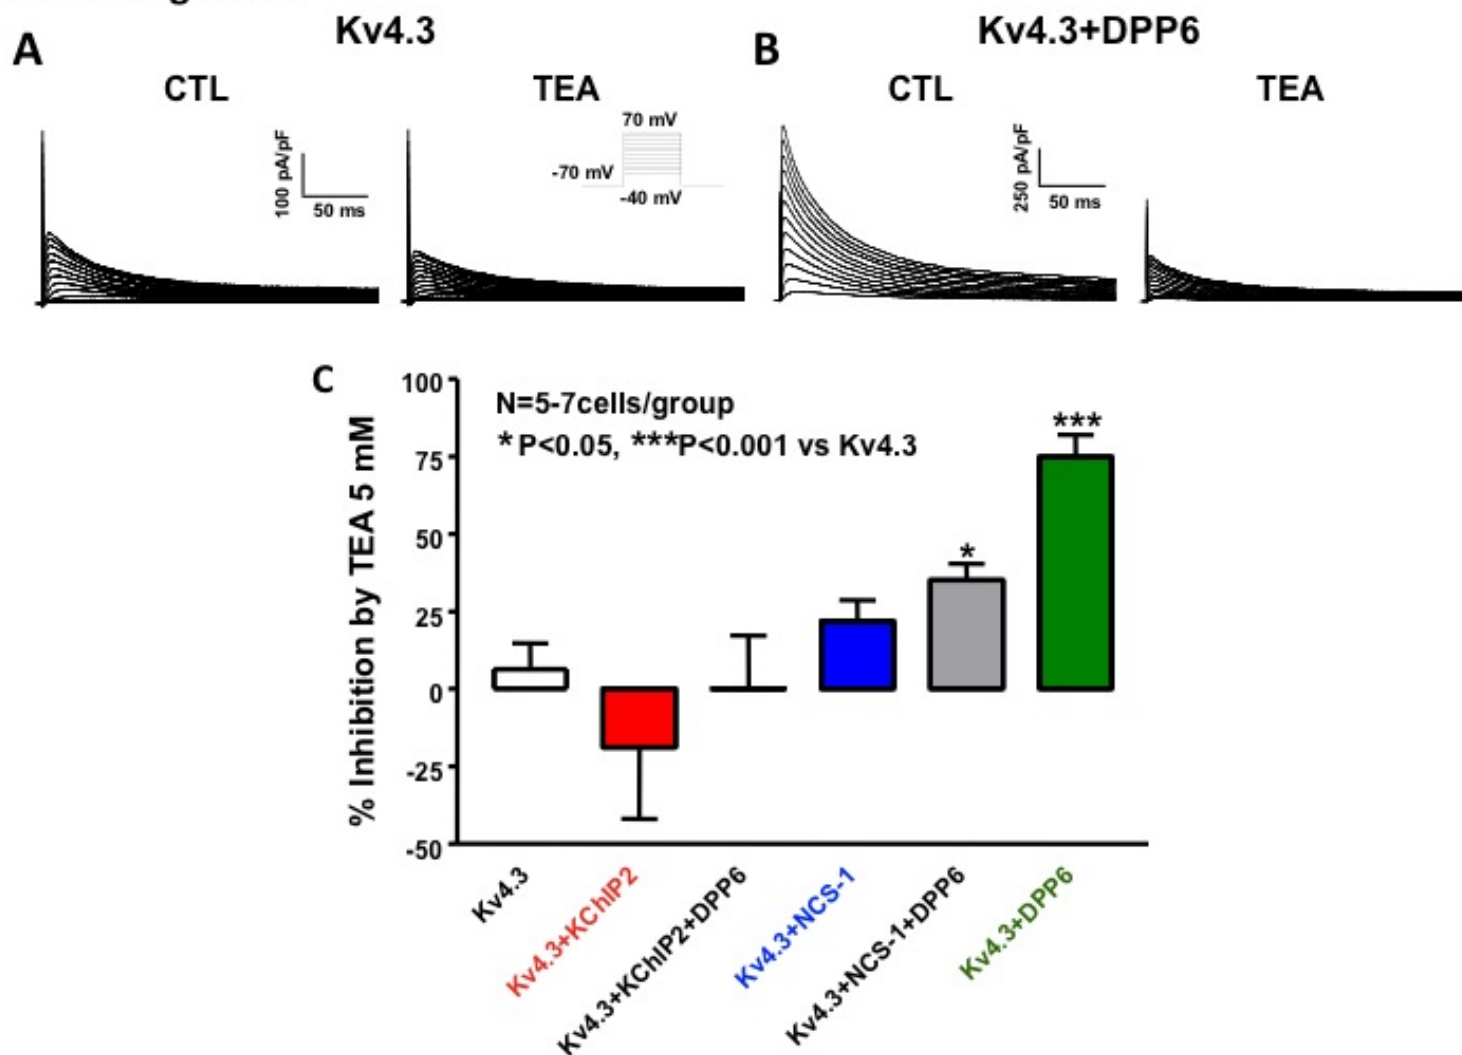 A
Kv4.3
CTL
TEA
100 pA/pF
50 ms
70 mV
-70 mV
-40 mV
B
Kv4.3+DPP6
CTL
TEA
250 pA/pF
50 ms
C
% Inhibition by TEA 5 mM
100
75
50
25
0
-25
-50
N=5-7cells/group
*P<0.05, ***P<0.001 vs Kv4.3
*
***
Kv4.3
Kv4.3+KChIP2
Kv4.3+KChIP2+DPP6
Kv4.3+NCS-1
Kv4.3+NCS-1+DPP6
Kv4.3+DPP6